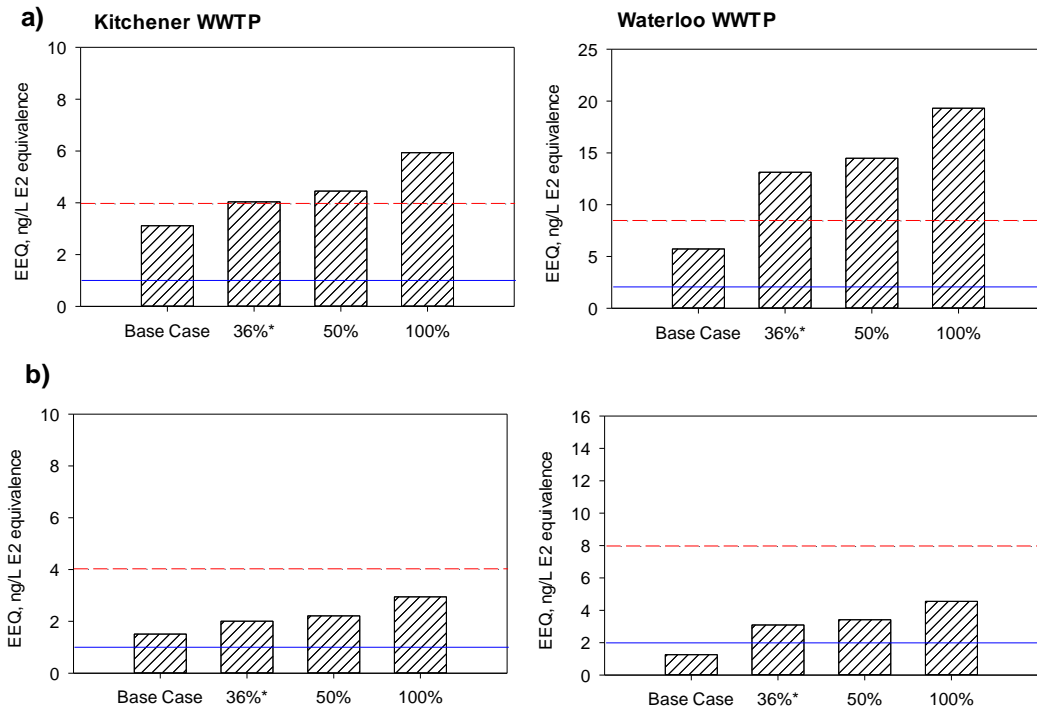 a)
Kitchener WWTP
Waterloo WWTP
EEQ, ng/L E2 equivalence
10
8
6
4
2
0
Base Case 36%* 50% 100%
EEQ, ng/L E2 equivalence
25
20
15
10
5
0
Base Case 36%* 50% 100%
b)
EEQ, ng/L E2 equivalence
10
8
6
4
2
0
Base Case 36%* 50% 100%
EEQ, ng/L E2 equivalence
16
14
12
10
8
6
4
2
0
Base Case 36%* 50% 100%